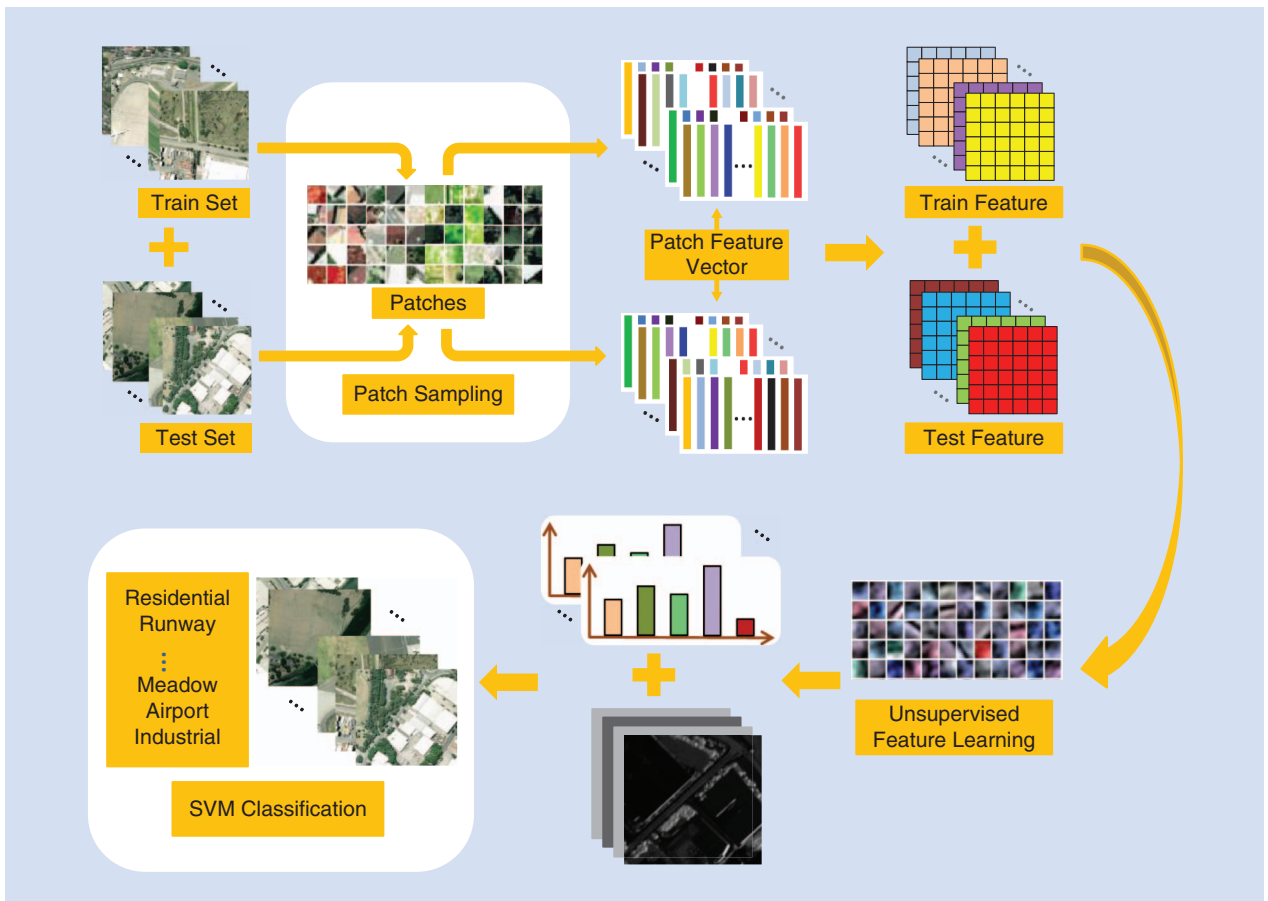 Train Set
Test Set
Patches
Patch Sampling
Patch Feature
Vector
Train Feature
Test Feature
Unsupervised
Feature Learning
Residential
Runway
Meadow
Airport
Industrial
SVM Classification